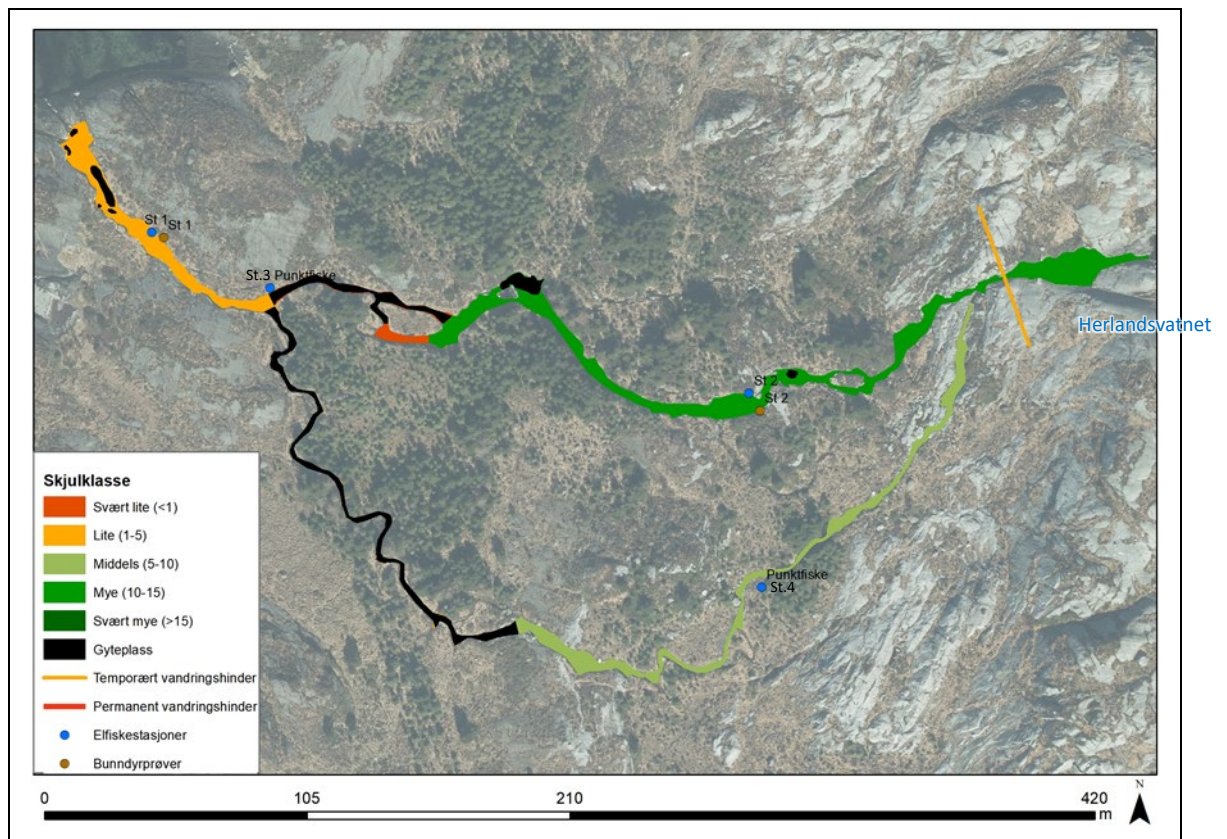 St 1
St 1
St.3 Punktfiske
Herlandsvatnet
St 2
St 2
Punktfiske
St.4
Skjulklasse
Svært lite (<1)
Lite (1-5)
Middels (5-10)
Mye (10-15)
Svært mye (>15)
Gyteplass
Temporært vandringshinder
Permanent vandringshinder
Elfiskestasjoner
Bunndyrprøver
N
0 105 210 420
m